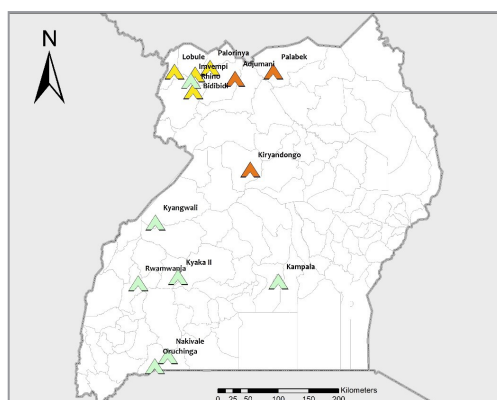 N
Palorinya
Lobule
Adjumani
Palabek
Imvempi
Rhino
Bidibidi
Kiryandongo
Kyangwali
Kyaka II
Rwamwanja
Kampala
Nakivale
Oruchinga
Kilometers
0 25 50 100 150 200